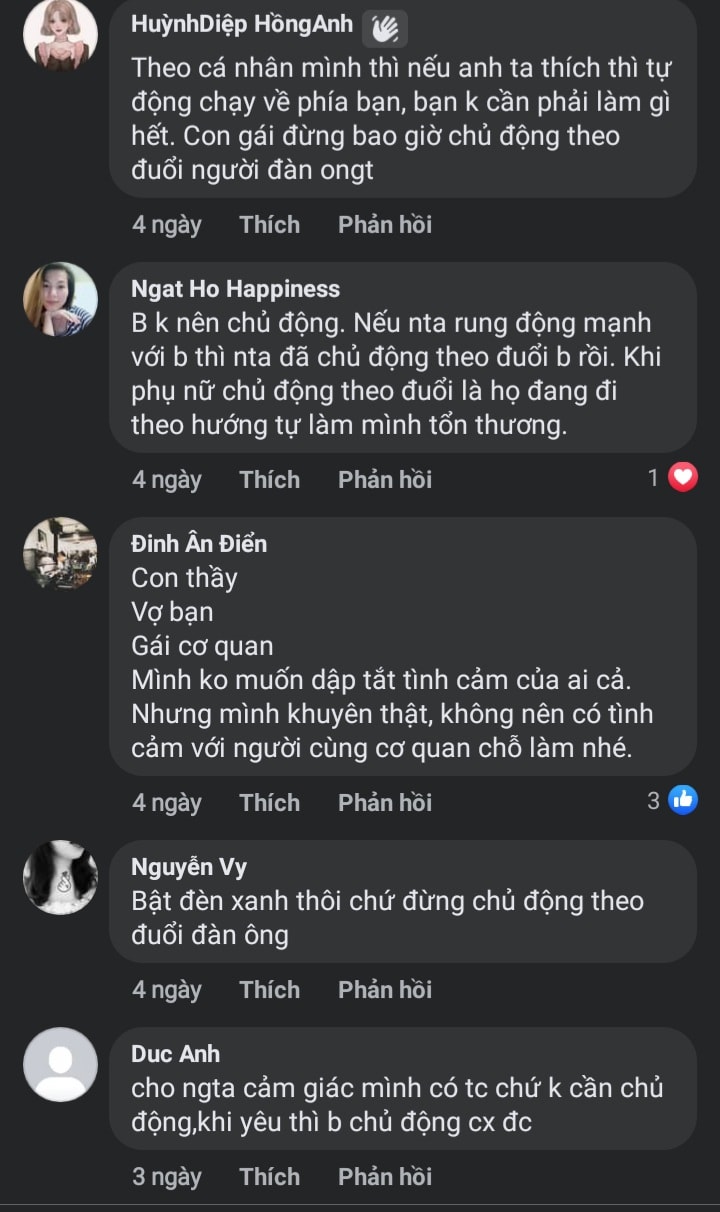 HuỳnhDiệp HồngAnh
Theo cá nhân mình thì nếu anh ta thích thì tự
động chạy về phía bạn, bạn k cần phải làm gì
hết. Con gái đừng bao giờ chủ động theo
đuổi người đàn ongt
4 ngày Thích Phản hồi
Ngat Ho Happiness
B k nên chủ động. Nếu nta rung động mạnh
với b thì nta đã chủ động theo đuổi b rồi. Khi
phụ nữ chủ động theo đuổi là họ đang đi
theo hướng tự làm mình tổn thương.
4 ngày Thích Phản hồi 1
Đinh Ân Điển
Con thầy
Vợ bạn
Gái cơ quan
Mình ko muốn dập tắt tình cảm của ai cả.
Nhưng mình khuyên thật, không nên có tình
cảm với người cùng cơ quan chỗ làm nhé.
4 ngày Thích Phản hồi 3
Nguyễn Vy
Bật đèn xanh thôi chứ đừng chủ động theo
đuổi đàn ông
4 ngày Thích Phản hồi
Duc Anh
cho ngta cảm giác mình có tc chứ k cần chủ
động,khi yêu thì b chủ động cx đc
3 ngày Thích Phản hồi